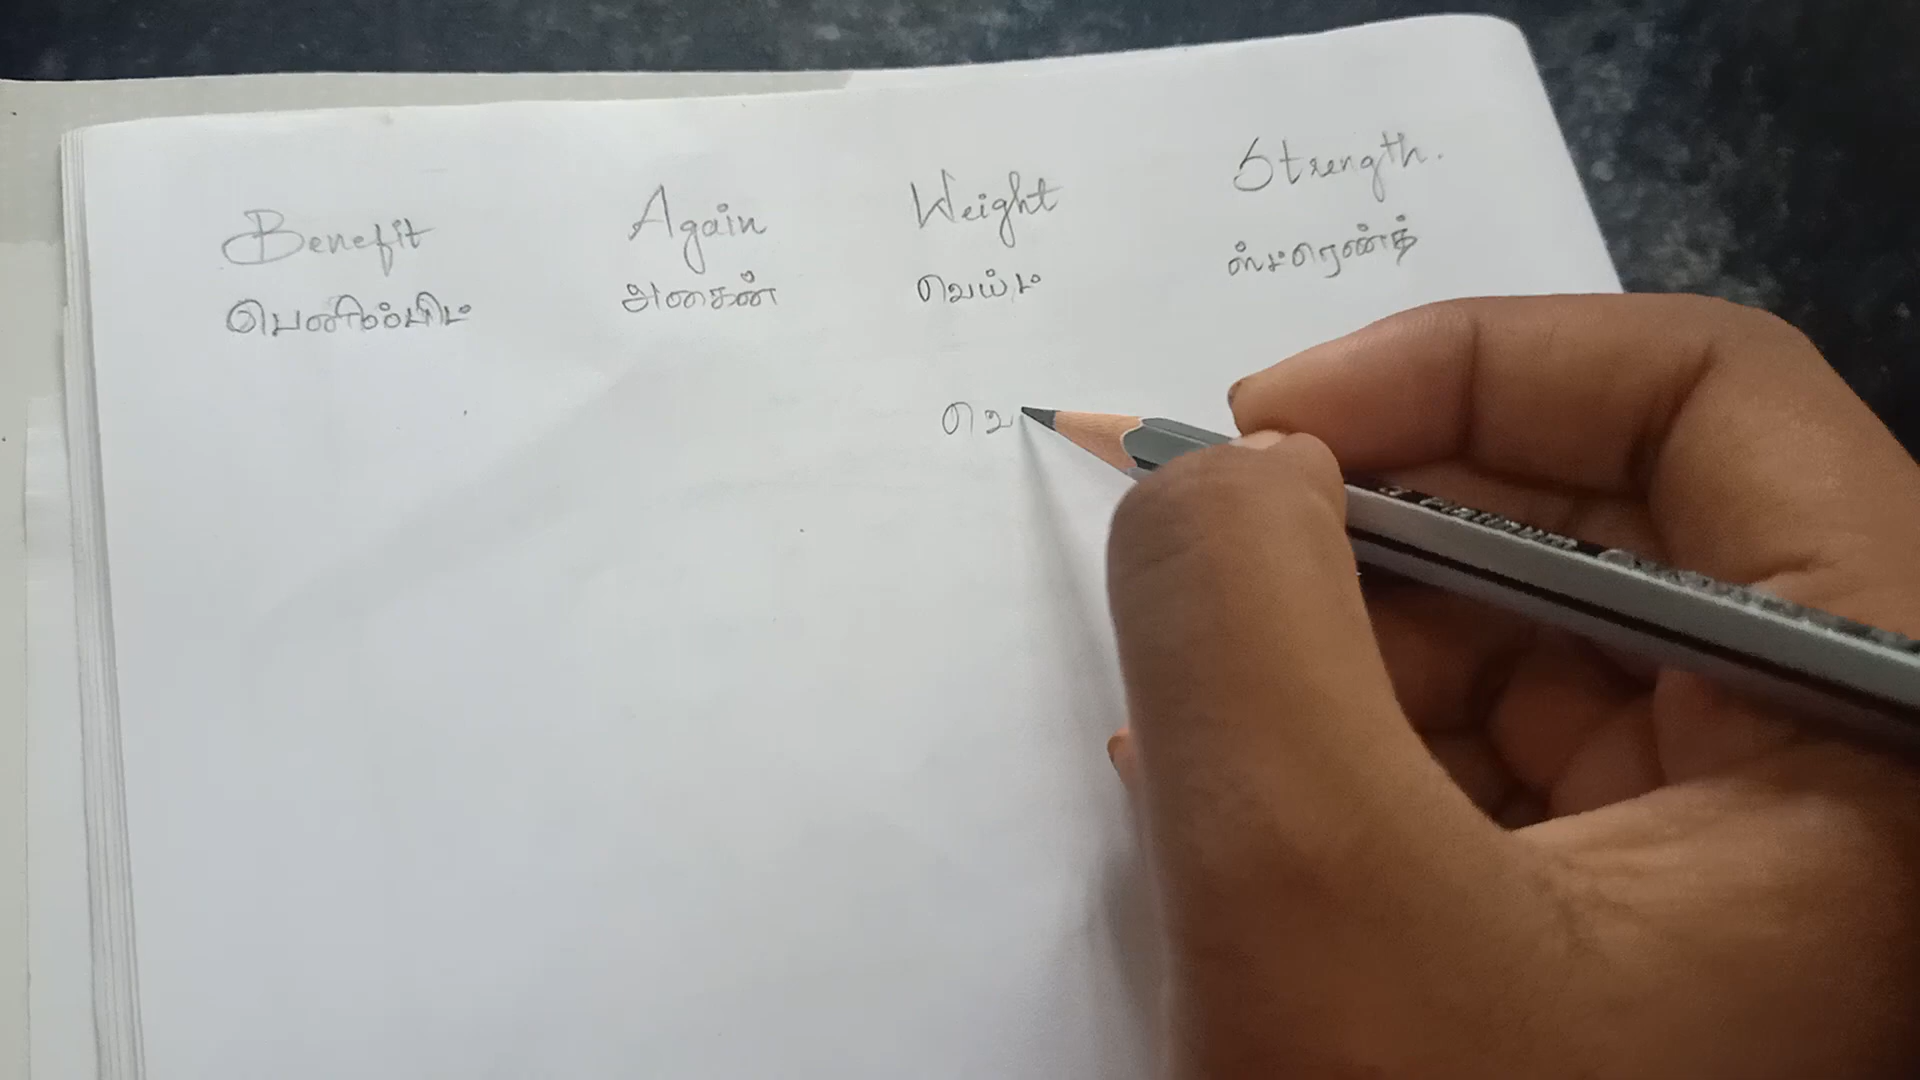 Benefit Again Weight Strength.
பெனிஃபிட் அகைன் வெய்ட் ஸ்ட்ரெண்த்
வெ